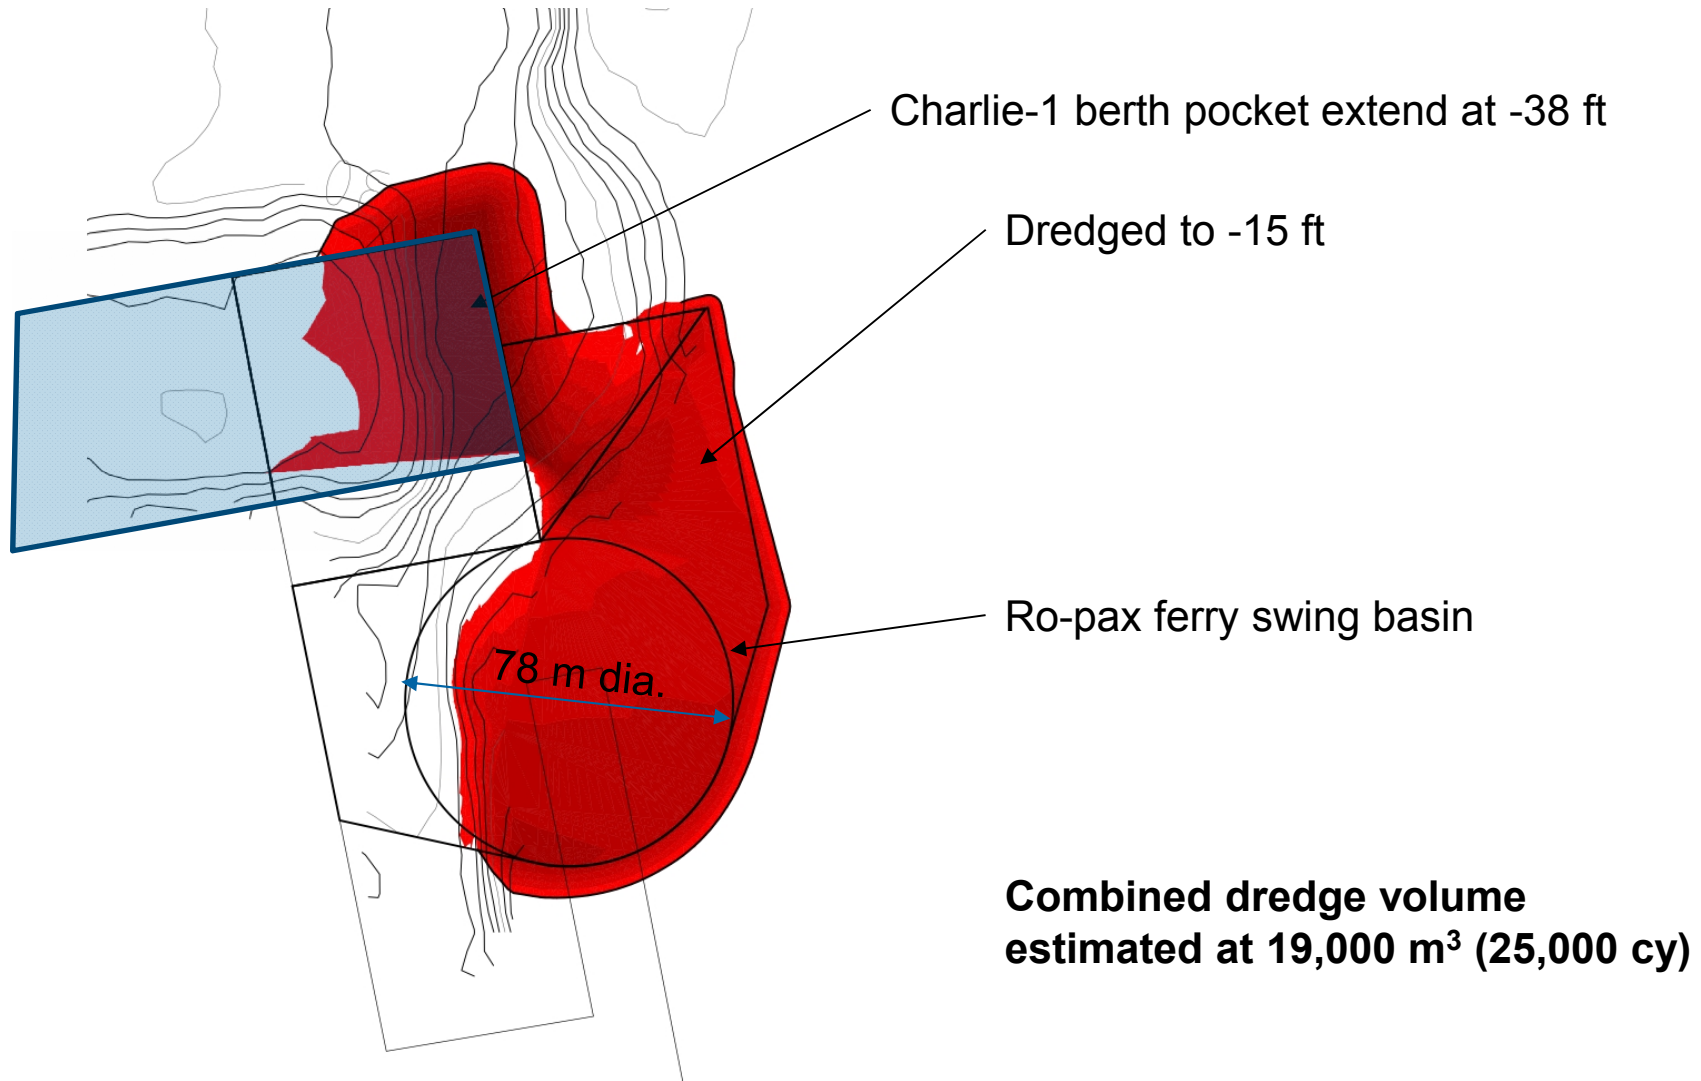 Charlie-1 berth pocket extend at -38 ft
Dredged to -15 ft
Ro-pax ferry swing basin
78 m dia.
Combined dredge volume
estimated at 19,000 m³ (25,000 cy)